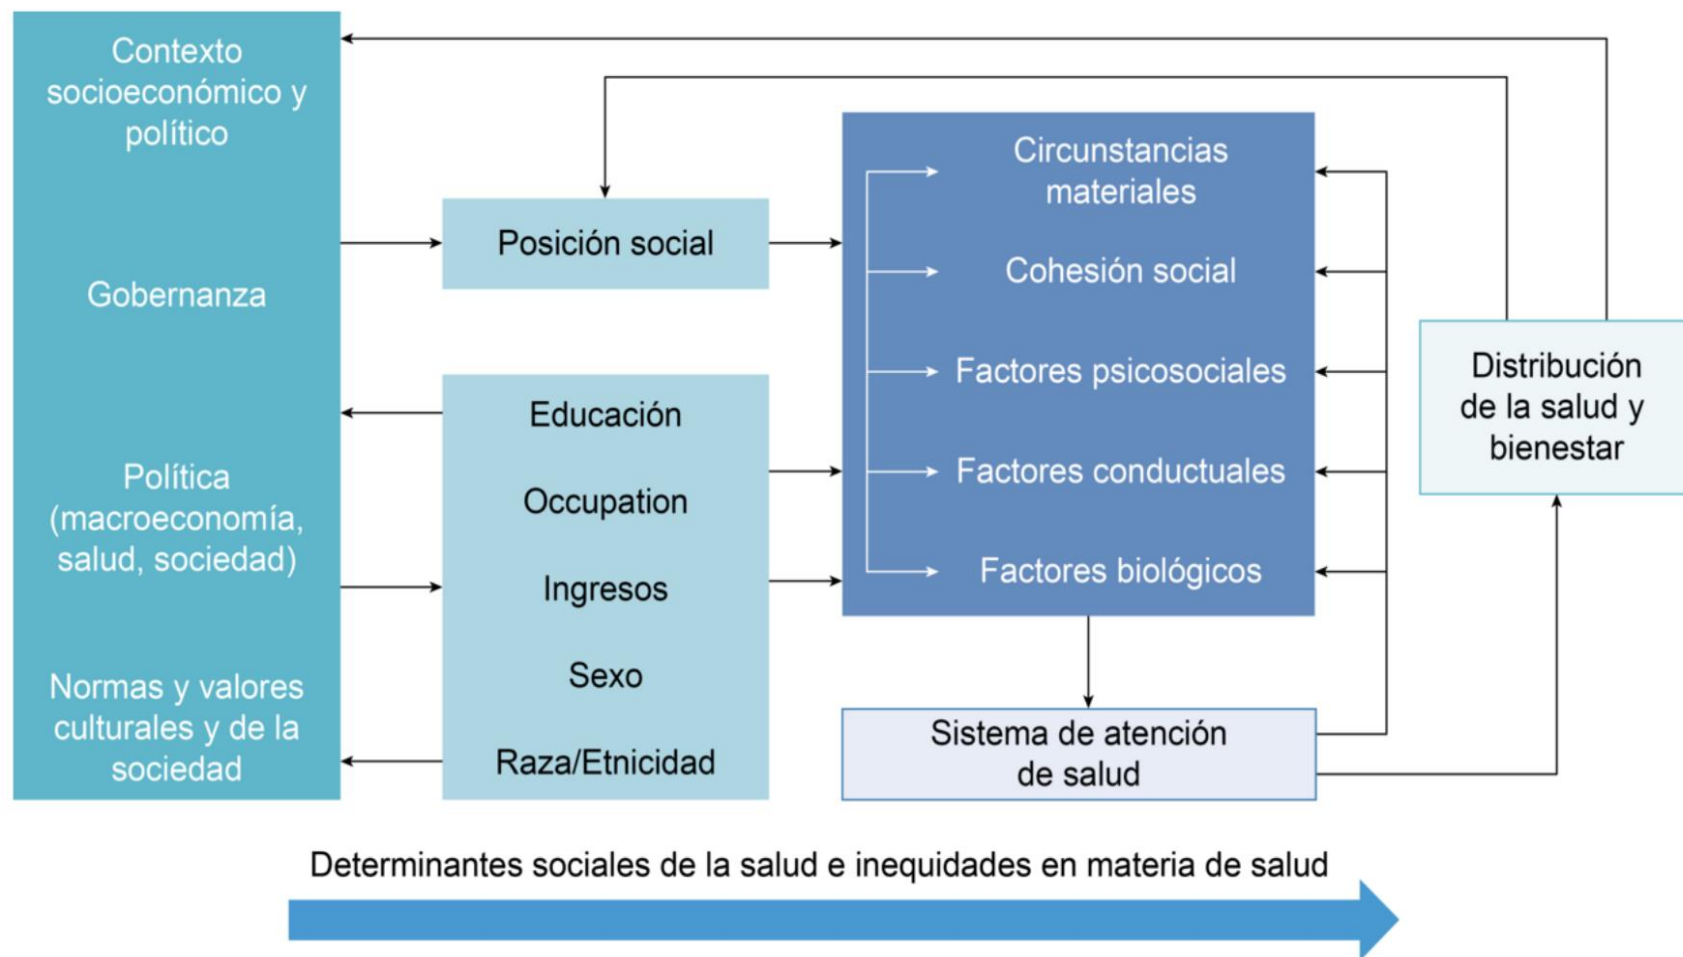 Contexto
socioeconómico y
político
Gobernanza
Política
(macroeconomía,
salud, sociedad)
Normas y valores
culturales y de la
sociedad
Posición social
Educación
Occupation
Ingresos
Sexo
Raza/Etnicidad
Circunstancias
materiales
Cohesión social
Factores psicosociales
Factores conductuales
Factores biológicos
Sistema de atención
de salud
Distribución
de la salud y
bienestar
Determinantes sociales de la salud e inequidades en materia de salud